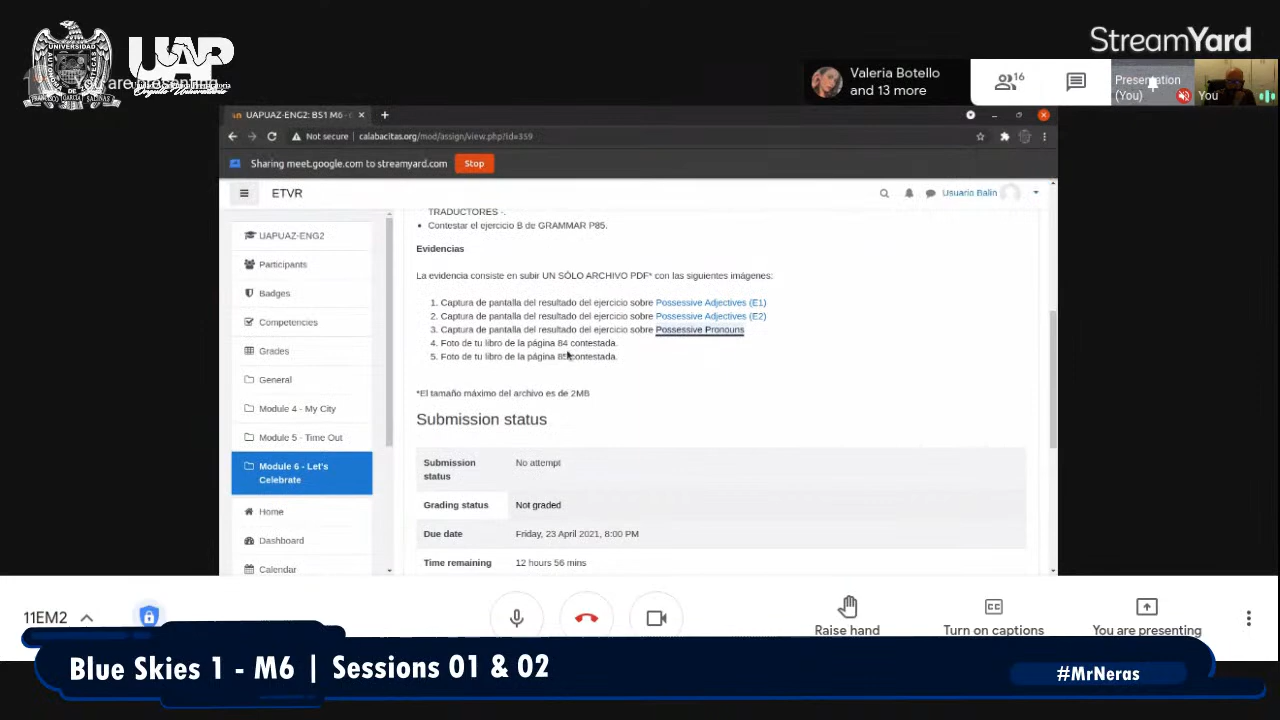 UAP
You are presenting
Orgullo Universitario
StreamYard
Valeria Botello
and 13 more
16
Presentation
(You)
You
UAPUAZ-ENG2: BS1 M6 -
Not secure | calabacitas.org/mod/assign/view.php?id=359
Sharing meet.google.com to streamyard.com Stop
ETVR
Usuario Balin
UAPUAZ-ENG2
Participants
Badges
Competencies
Grades
General
Module 4 - My City
Module 5 - Time Out
Module 6 - Let's
Celebrate
Home
Dashboard
Calendar
TRADUCTORES -.
• Contestar el ejercicio B de GRAMMAR P85.
Evidencias
La evidencia consiste en subir UN SÓLO ARCHIVO PDF* con las siguientes imágenes:
1. Captura de pantalla del resultado del ejercicio sobre Possessive Adjectives (E1)
2. Captura de pantalla del resultado del ejercicio sobre Possessive Adjectives (E2)
3. Captura de pantalla del resultado del ejercicio sobre Possessive Pronouns
4. Foto de tu libro de la página 84 contestada.
5. Foto de tu libro de la página 85 contestada.
*El tamaño máximo del archivo es de 2MB
Submission status
Submission
status
No attempt
Grading status Not graded
Due date Friday, 23 April 2021, 8:00 PM
Time remaining 12 hours 56 mins
11EM2
Raise hand
Turn on captions
You are presenting
Blue Skies 1 - M6 | Sessions 01 & 02
#MrNeras